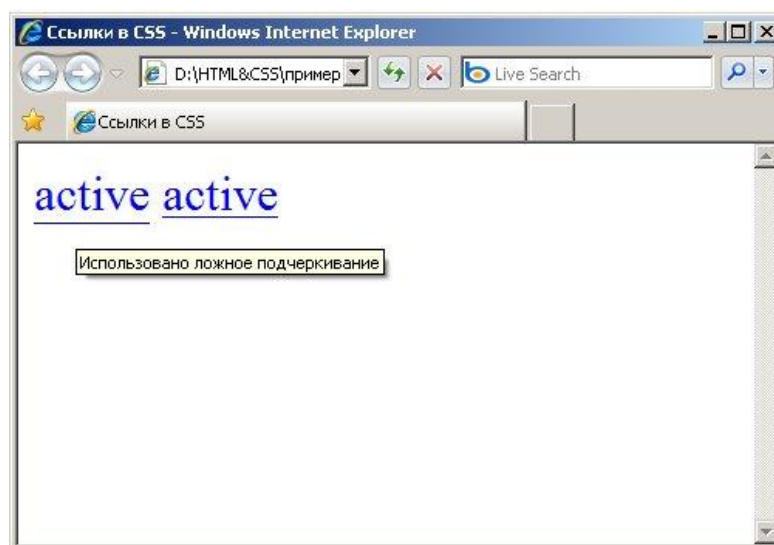 Ссылки в CSS - Windows Internet Explorer
D:\HTML&CSS\пример
Live Search
Ссылки в CSS
active active
Использовано ложное подчеркивание